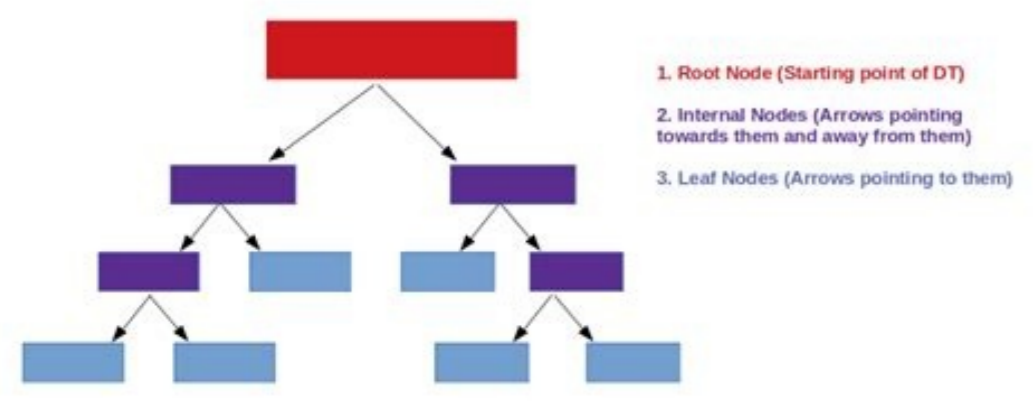 1. Root Node (Starting point of DT)
2. Internal Nodes (Arrows pointing
towards them and away from them)
3. Leaf Nodes (Arrows pointing to them)